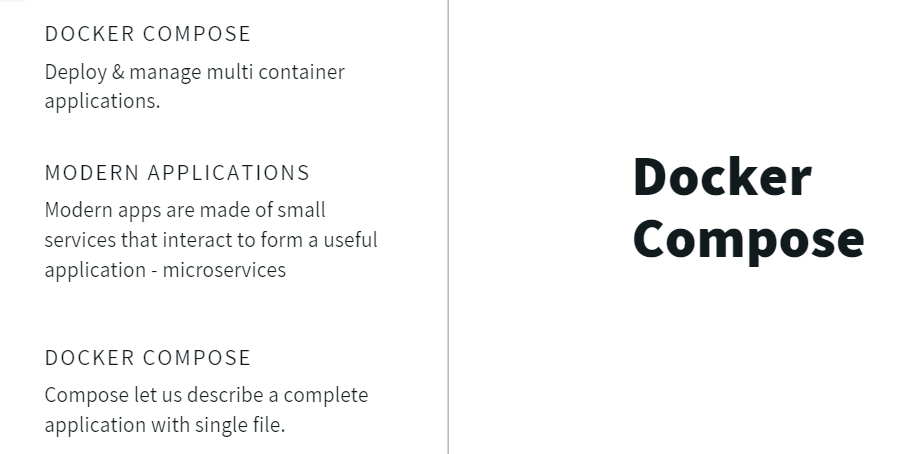 DOCKER COMPOSE
Deploy & manage multi container
applications.
MODERN APPLICATIONS
Modern apps are made of small
services that interact to form a useful
application - microservices
DOCKER COMPOSE
Compose let us describe a complete
application with single file.
Docker
Compose